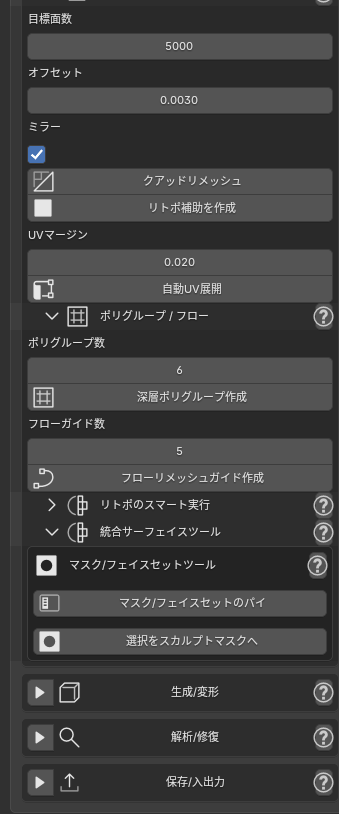 目標面数
5000
オフセット
0.0030
ミラー
クアッドリメッシュ
リトポ補助を作成
UVマージン
0.020
自動UV展開
ポリグループ / フロー
ポリグループ数
6
深層ポリグループ作成
フローガイド数
5
フローリメッシュガイド作成
リトポのスマート実行
統合サーフェイスツール
マスク/フェイスセットツール
マスク/フェイスセットのパイ
選択をスカルプトマスクへ
生成/変形
解析/修復
保存/入出力